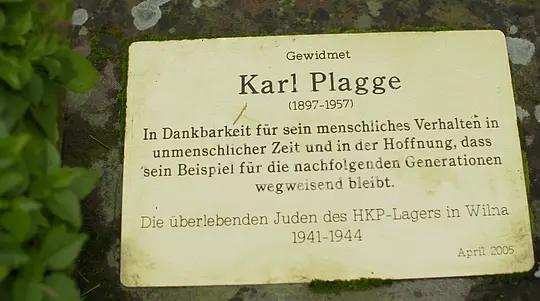 Gewidmet
Karl Plagge
(1897-1957)
In Dankbarkeit für sein menschliches Verhalten in
unmenschlicher Zeit und in der Hoffnung, dass
sein Beispiel für die nachfolgenden Generationen
wegweisend bleibt.
Die überlebenden Juden des HKP-Lagers in Wilna
1941-1944
April 2005